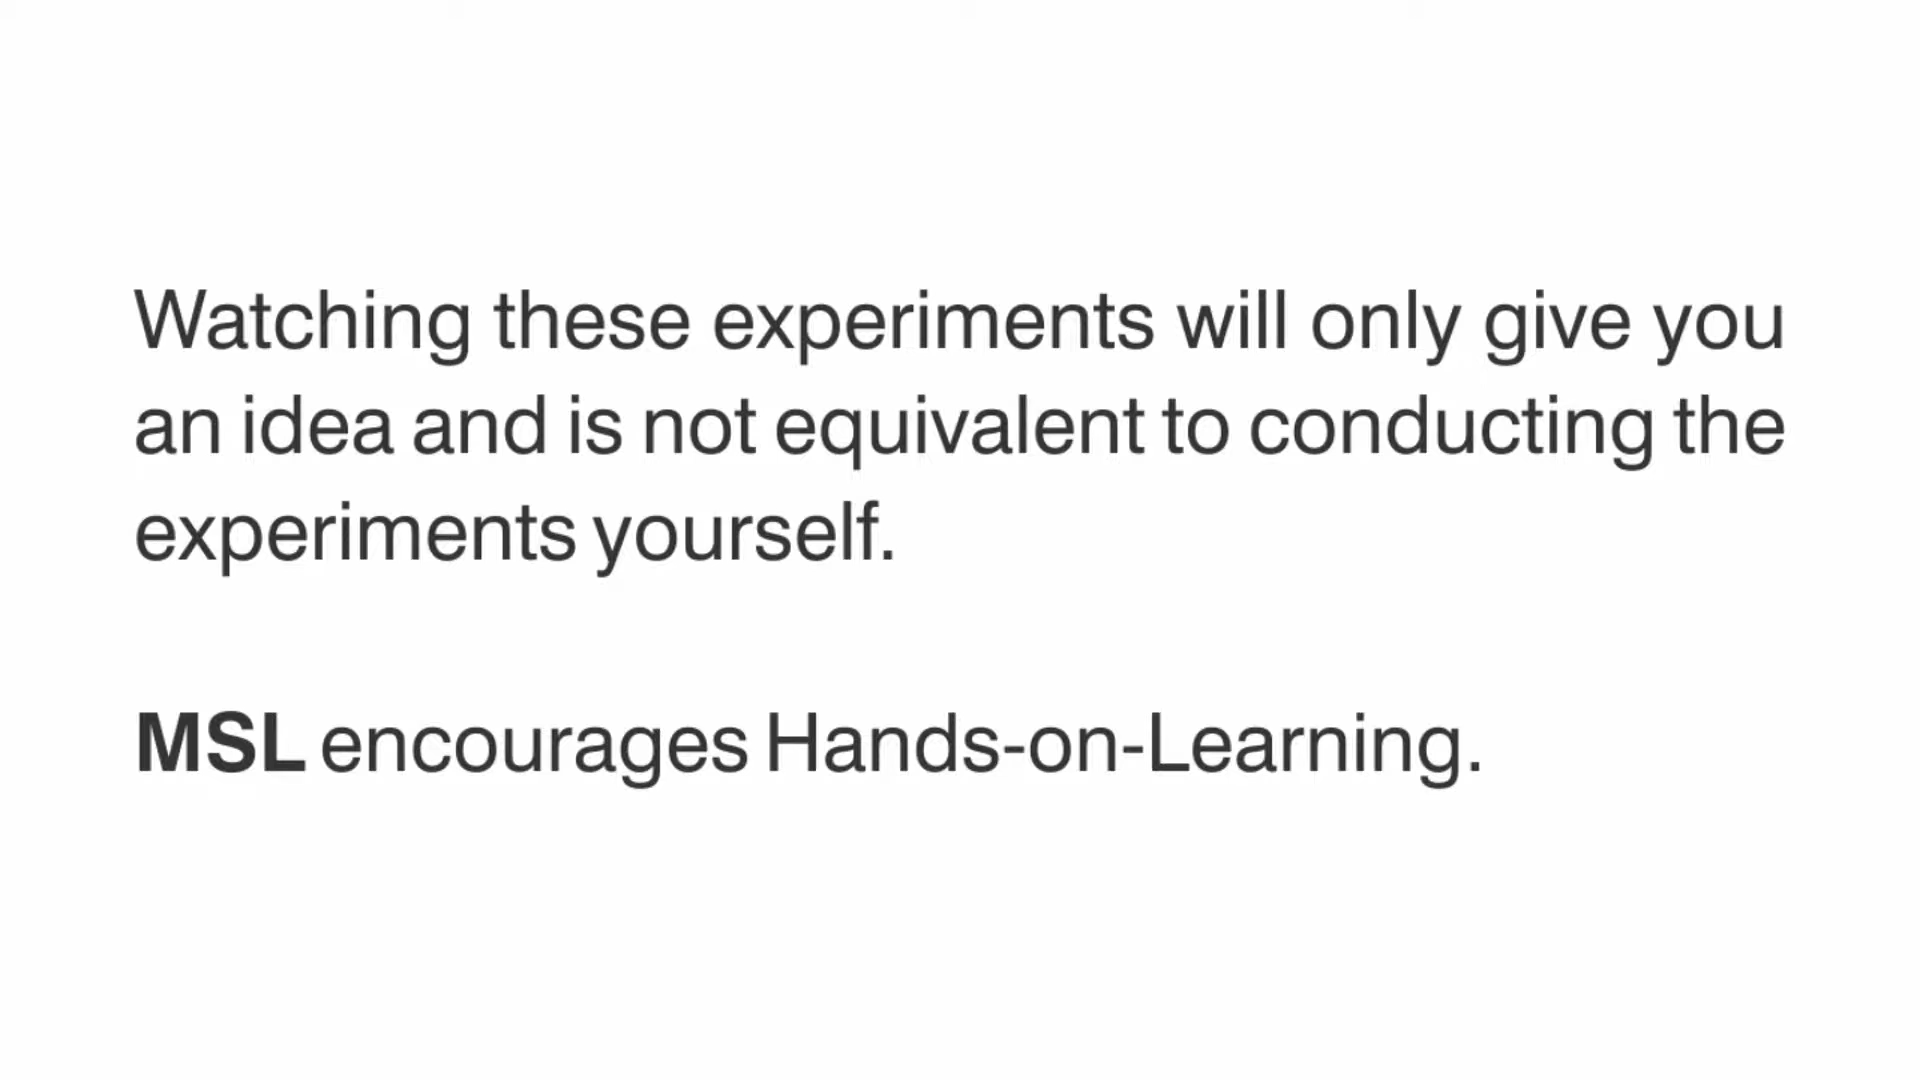 Watching these experiments will only give you
an idea and is not equivalent to conducting the
experiments yourself.
MSL encourages Hands-on-Learning.